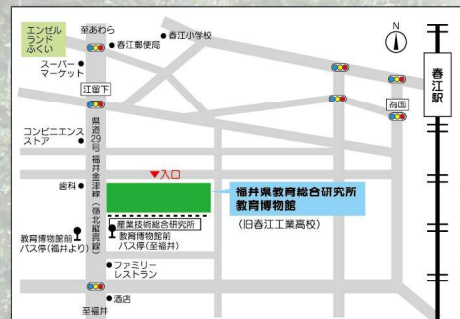 エンゼル
ランド
ふくい
至あわら
春江郵便局
春江小学校
N
スーパー
マーケット
江留下
春江駅
コンビニエンス
ストア
県道29号 福井金津線(嶺北縦貫線)
▼入口
歯科
福井県教育総合研究所
教育博物館
(旧春江工業高校)
産業技術総合研究所
教育博物館前
バス停(福井より)
教育博物館前
バス停(至福井)
ファミリー
レストラン
酒店
至福井